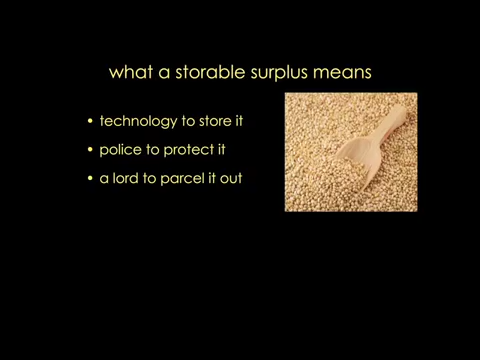 what a storable surplus means
• technology to store it
• police to protect it
• a lord to parcel it out